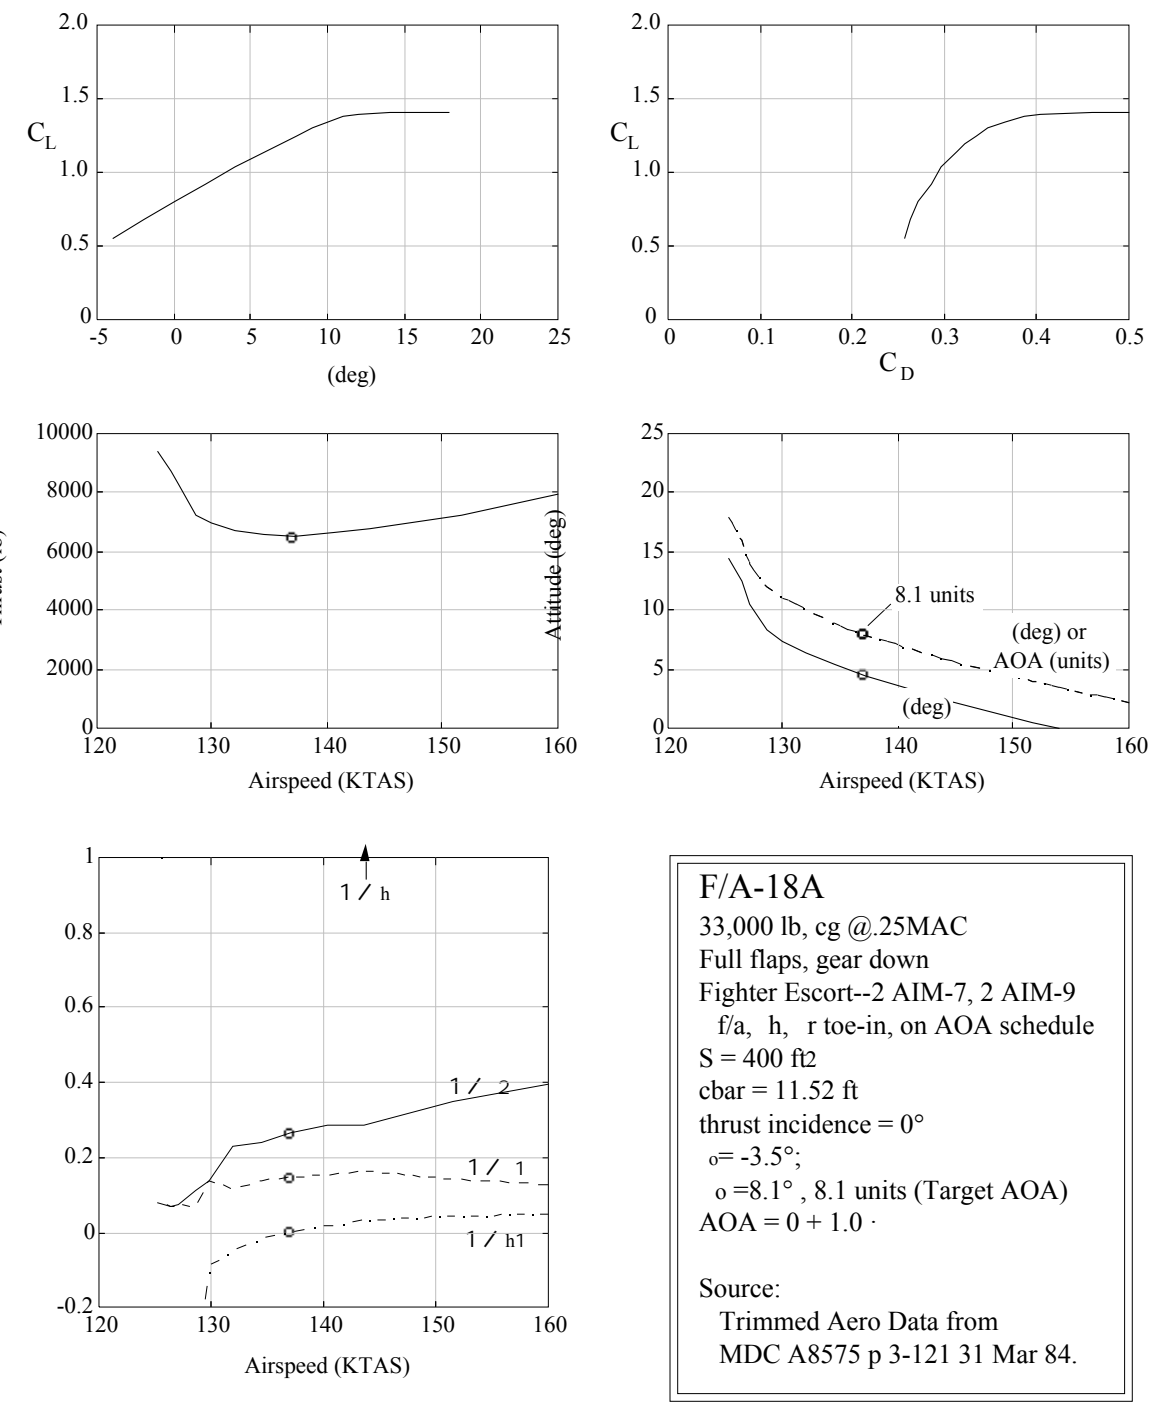 2.0
1.5
C_L
1.0
0.5
0
-5 0 5 10 15 20 25
(deg)
2.0
1.5
C_L
1.0
0.5
0
0 0.1 0.2 0.3 0.4 0.5
C_D
10000
8000
6000
4000
2000
0
120 130 140 150 160
Airspeed (KTAS)
Attitude (deg)
25
20
15
10
5
0
8.1 units
(deg) or
AOA (units)
(deg)
120 130 140 150 160
Airspeed (KTAS)
1
0.8
0.6
0.4
0.2
0
-0.2
1 / h
1 / 2
1 / 1
1 / h1
120 130 140 150 160
Airspeed (KTAS)
F/A-18A
33,000 lb, cg @.25MAC
Full flaps, gear down
Fighter Escort--2 AIM-7, 2 AIM-9
f/a, h, r toe-in, on AOA schedule
S = 400 ft2
cbar = 11.52 ft
thrust incidence = 0°
o= -3.5°;
o =8.1° , 8.1 units (Target AOA)
AOA = 0 + 1.0 ·
Source:
Trimmed Aero Data from
MDC A8575 p 3-121 31 Mar 84.